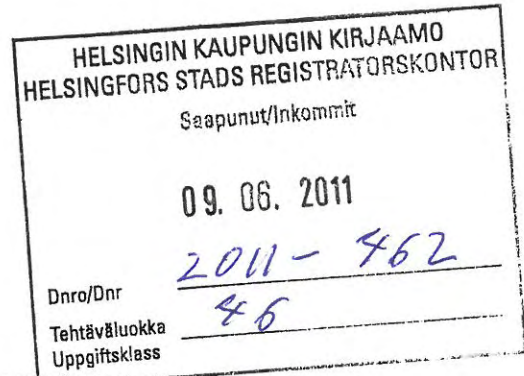 HELSINGIN KAUPUNGIN KIRJAAMO
HELSINGFORS STADS REGISTRATORSKONTOR
Saapunut/Inkommit
09. 06. 2011
Dnro/Dnr 2011 - 462
Tehtäväluokka 46
Uppgiftsklass